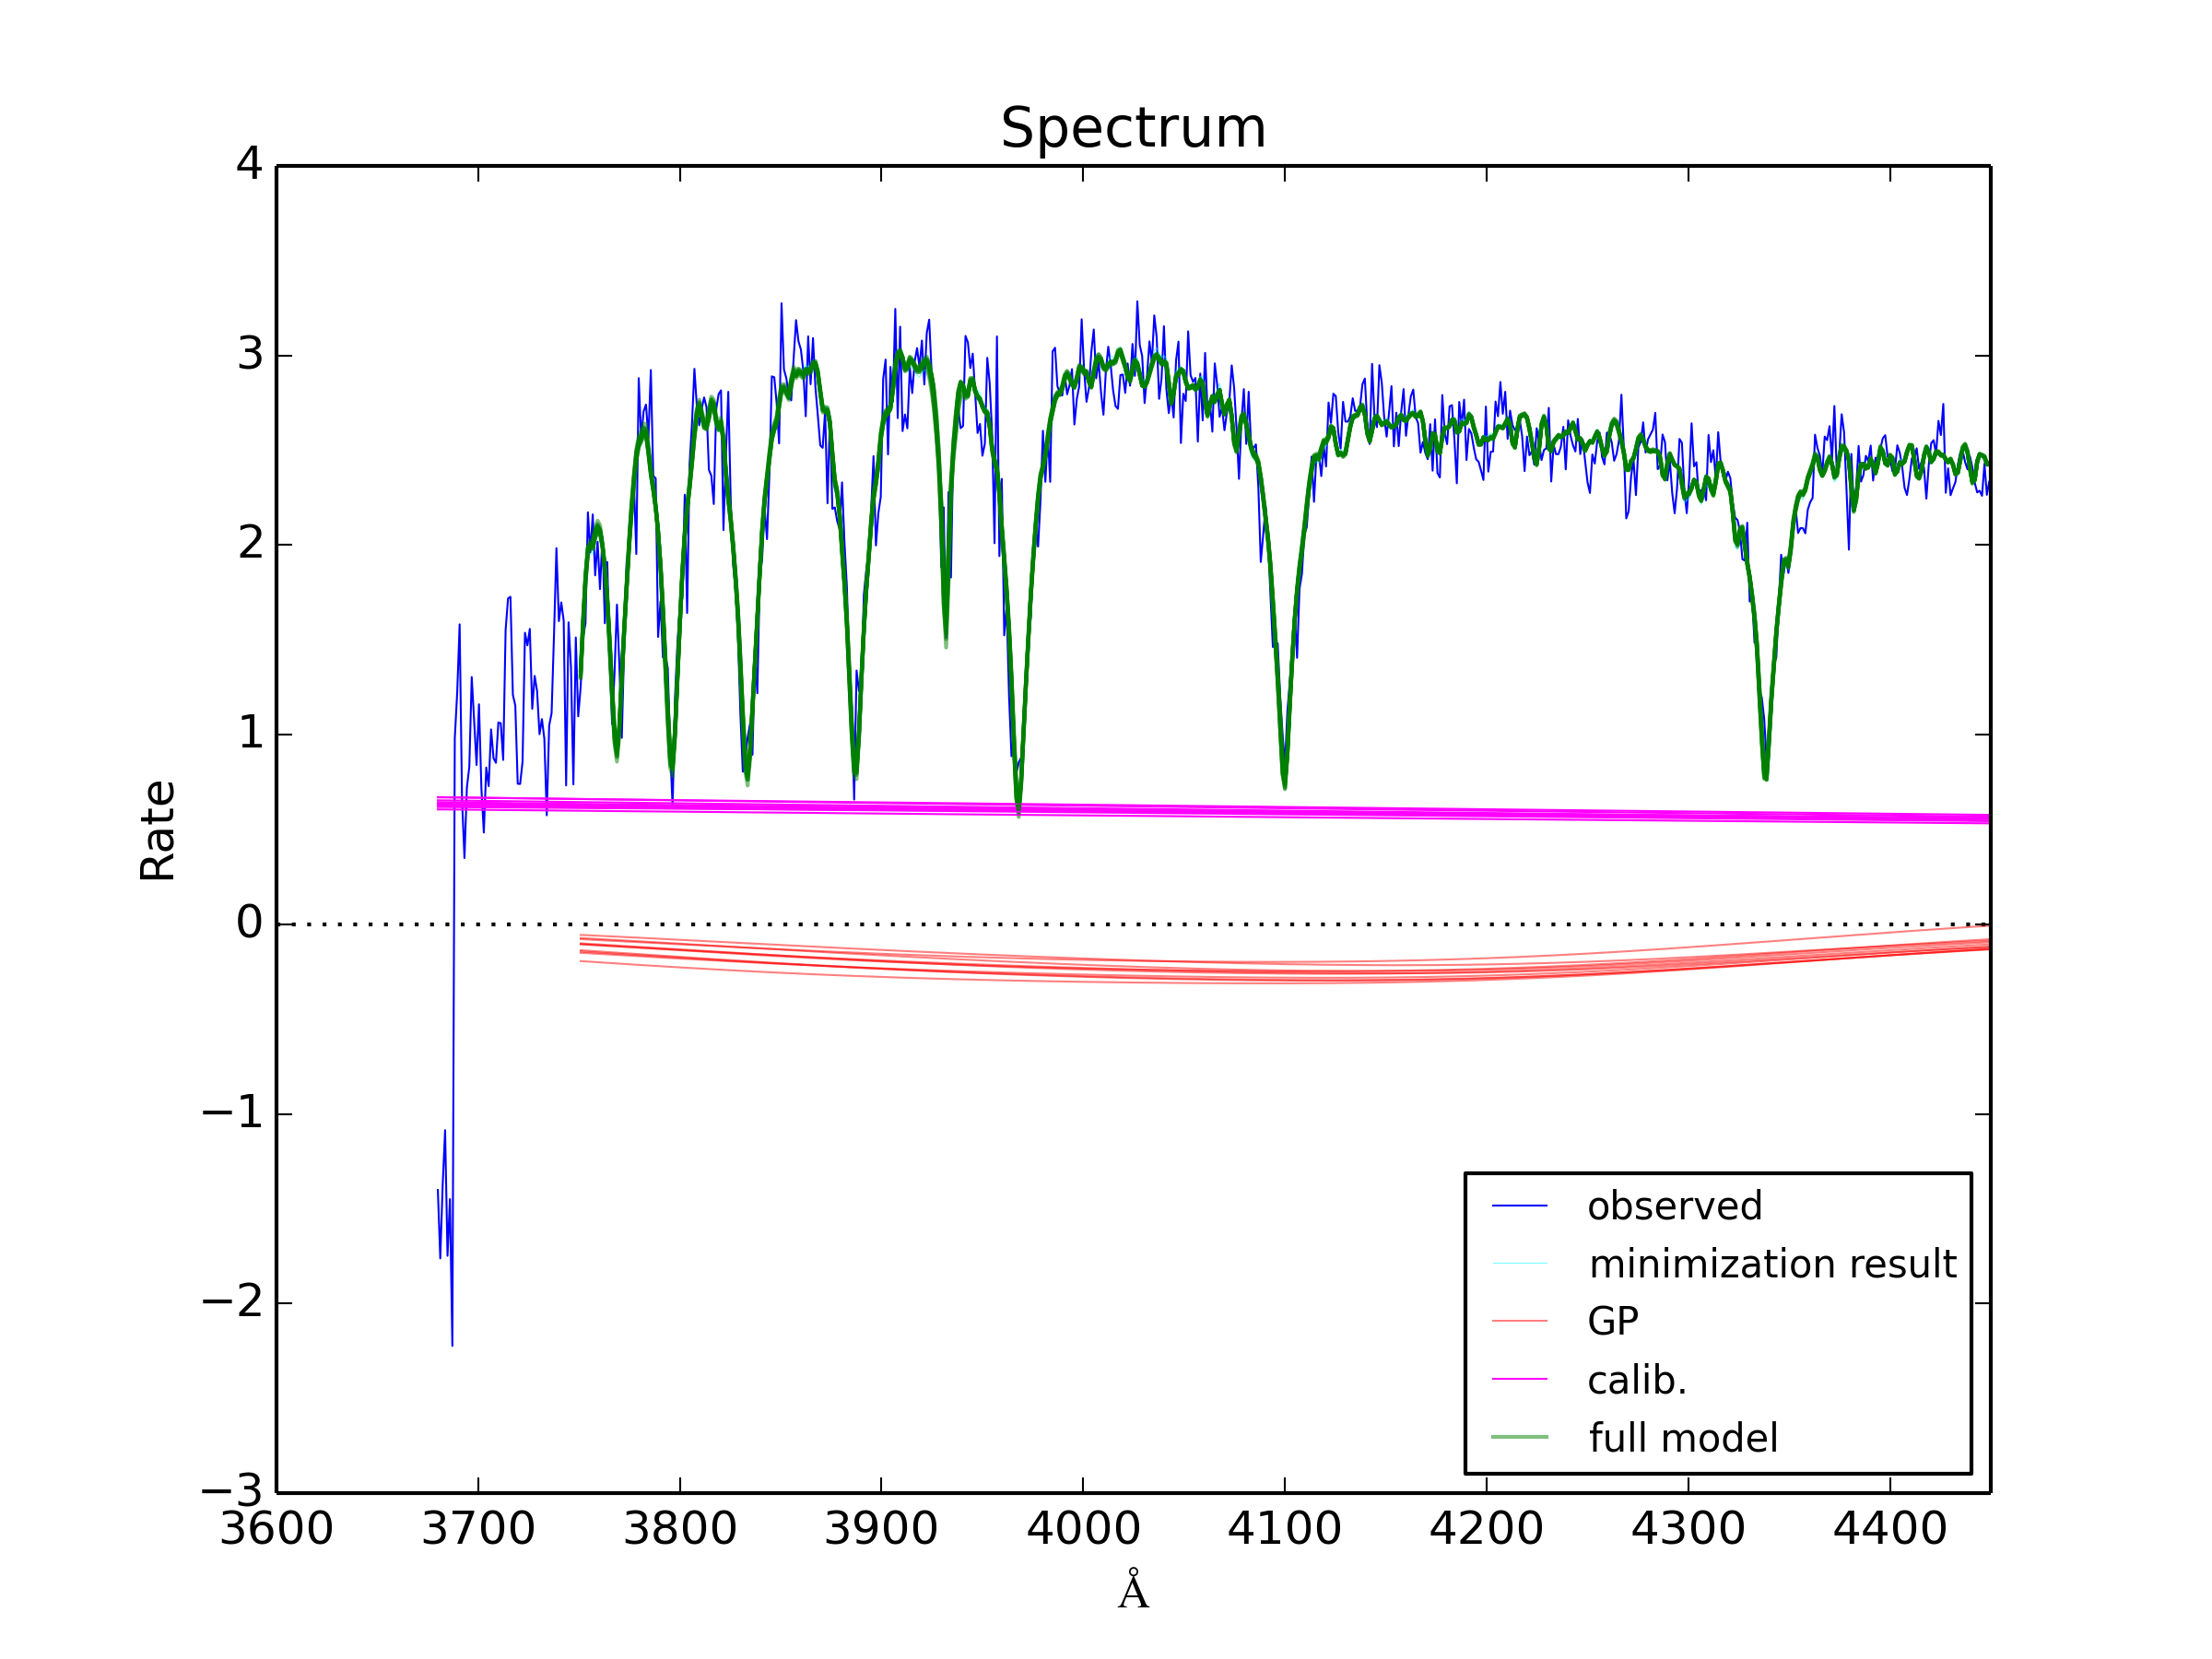 Spectrum
4
3
2
1
0
−1
−2
−3
Rate
3600 3700 3800 3900 4000 4100 4200 4300 4400
Å
observed
minimization result
GP
calib.
full model